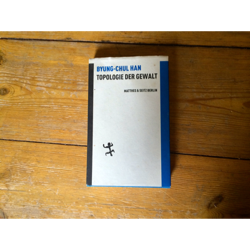 BYUNG-CHUL HAN
TOPOLOGIE DER GEWALT
MATTHES & SEITZ BERLIN